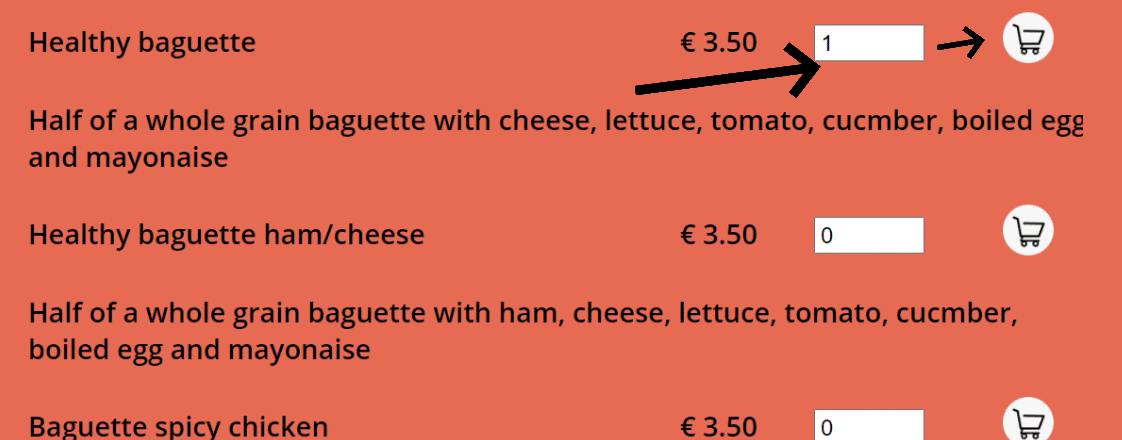 Healthy baguette € 3.50 1
Half of a whole grain baguette with cheese, lettuce, tomato, cucmber, boiled egg
and mayonaise
Healthy baguette ham/cheese € 3.50 0
Half of a whole grain baguette with ham, cheese, lettuce, tomato, cucmber,
boiled egg and mayonaise
Baguette spicy chicken € 3.50 0